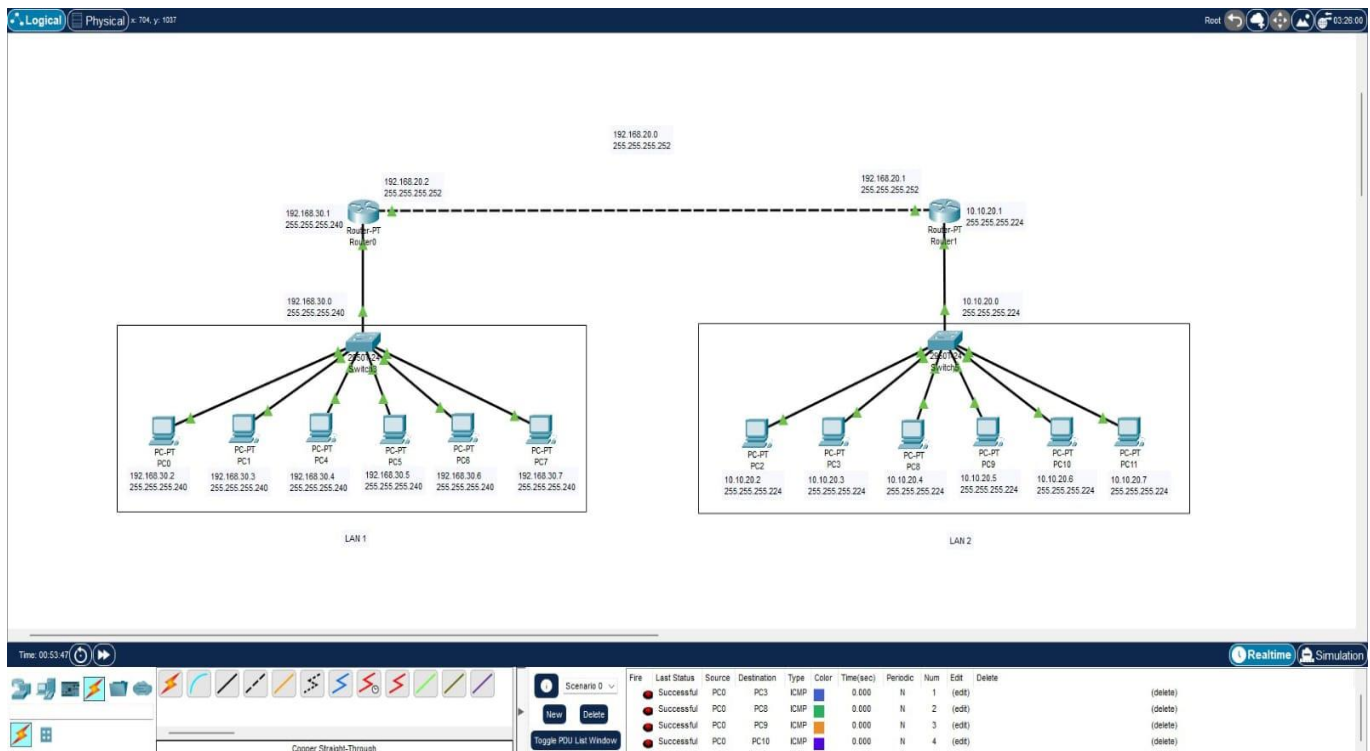 Logical
Physical
x: 704, y: 1037
Root
03:26:00
192.168.20.0
255.255.255.252
192.168.20.2
255.255.255.252
192.168.20.1
255.255.255.252
192.168.30.1
255.255.255.240
Router-PT
Router0
10.10.20.1
255.255.255.224
Router-PT
Router1
192.168.30.0
255.255.255.240
10.10.20.0
255.255.255.224
PC-PT
PC0
192.168.30.2
255.255.255.240
PC-PT
PC1
192.168.30.3
255.255.255.240
PC-PT
PC4
192.168.30.4
255.255.255.240
PC-PT
PC5
192.168.30.5
255.255.255.240
PC-PT
PC6
192.168.30.6
255.255.255.240
PC-PT
PC7
192.168.30.7
255.255.255.240
LAN 1
PC-PT
PC2
10.10.20.2
255.255.255.224
PC-PT
PC3
10.10.20.3
255.255.255.224
PC-PT
PC8
10.10.20.4
255.255.255.224
PC-PT
PC9
10.10.20.5
255.255.255.224
PC-PT
PC10
10.10.20.6
255.255.255.224
PC-PT
PC11
10.10.20.7
255.255.255.224
LAN 2
Time: 00:53:47
Realtime
Simulation
Scenario 0
New
Delete
Toggle PDU List Window
Fire Last Status Source Destination Type Color Time(sec) Periodic Num Edit Delete
Successful PC0 PC3 ICMP 0.000 N 1 (edit) (delete)
Successful PC0 PC8 ICMP 0.000 N 2 (edit) (delete)
Successful PC0 PC9 ICMP 0.000 N 3 (edit) (delete)
Successful PC0 PC10 ICMP 0.000 N 4 (edit) (delete)
Copper Straight-Through